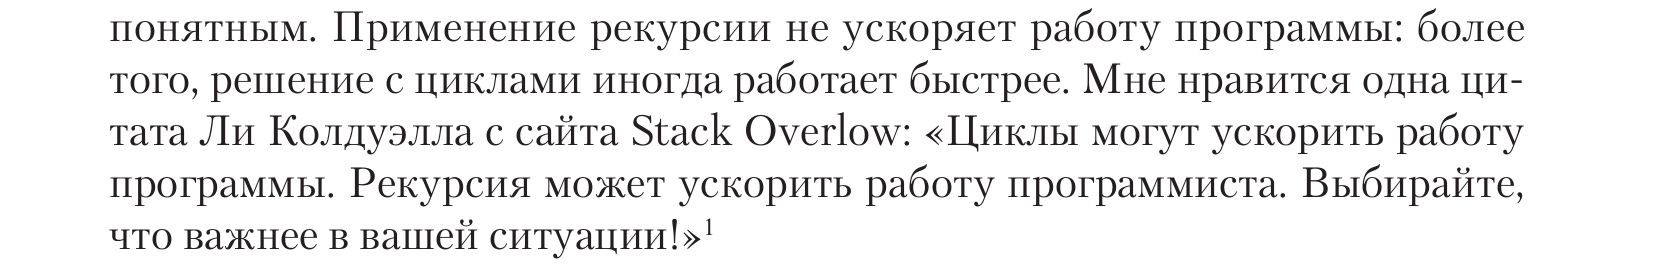 понятным. Применение рекурсии не ускоряет работу программы: более
того, решение с циклами иногда работает быстрее. Мне нравится одна ци-
тата Ли Колдуэлла с сайта Stack Overlow: «Циклы могут ускорить работу
программы. Рекурсия может ускорить работу программиста. Выбирайте,
что важнее в вашей ситуации!»1